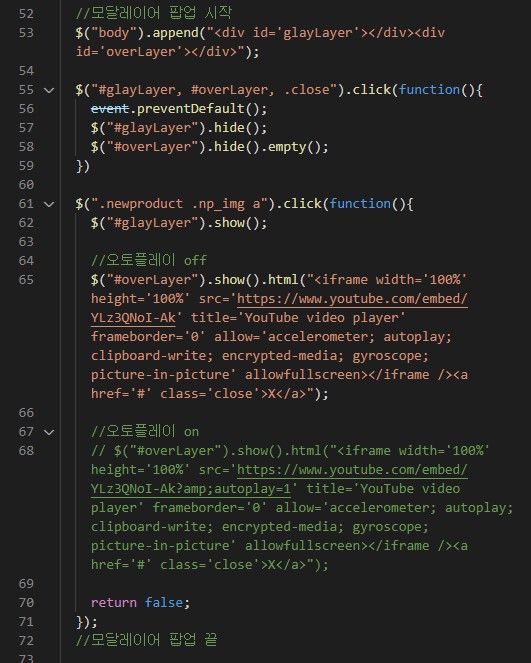 52 //모달레이어 팝업 시작
53 $("body").append("<div id='glayLayer'></div><div
id='overLayer'></div>");
54
55 $("#glayLayer, #overLayer, .close").click(function(){
56 event.preventDefault();
57 $("#glayLayer").hide();
58 $("#overLayer").hide().empty();
59 })
60
61 $(".newproduct .np_img a").click(function(){
62 $("#glayLayer").show();
63
64 //오토플레이 off
65 $("#overLayer").show().html("<iframe width='100%'
height='100%' src='https://www.youtube.com/embed/
YLz3QNoI-Ak' title='YouTube video player'
frameborder='0' allow='accelerometer; autoplay;
clipboard-write; encrypted-media; gyroscope;
picture-in-picture' allowfullscreen></iframe /><a
href='#' class='close'>X</a>");
66
67 //오토플레이 on
68 // $("#overLayer").show().html("<iframe width='100%'
height='100%' src='https://www.youtube.com/embed/
YLz3QNoI-Ak?amp;autoplay=1' title='YouTube video
player' frameborder='0' allow='accelerometer; autoplay;
clipboard-write; encrypted-media; gyroscope;
picture-in-picture' allowfullscreen></iframe /><a
href='#' class='close'>X</a>");
69
70 return false;
71 });
72 //모달레이어 팝업 끝
73